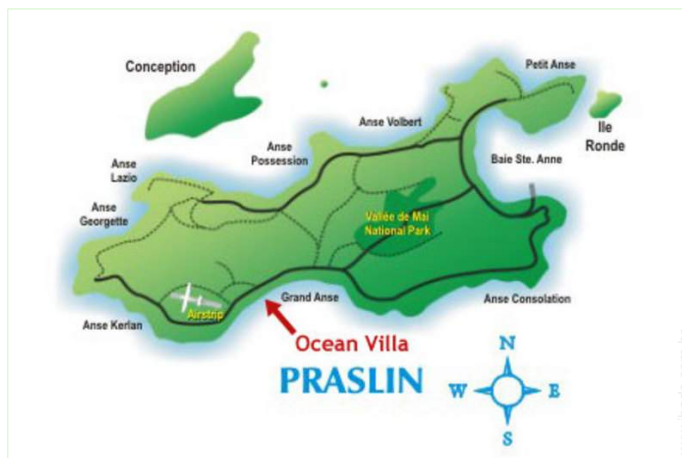 Conception
Petit Anse
Ile
Ronde
Anse Volbert
Anse
Possession
Baie Ste. Anne
Anse
Lazio
Anse
Georgette
Vallée de Mai
National Park
Airstrip
Grand Anse
Anse Consolation
Anse Kerlan
Ocean Villa
PRASLIN
N
W
E
S